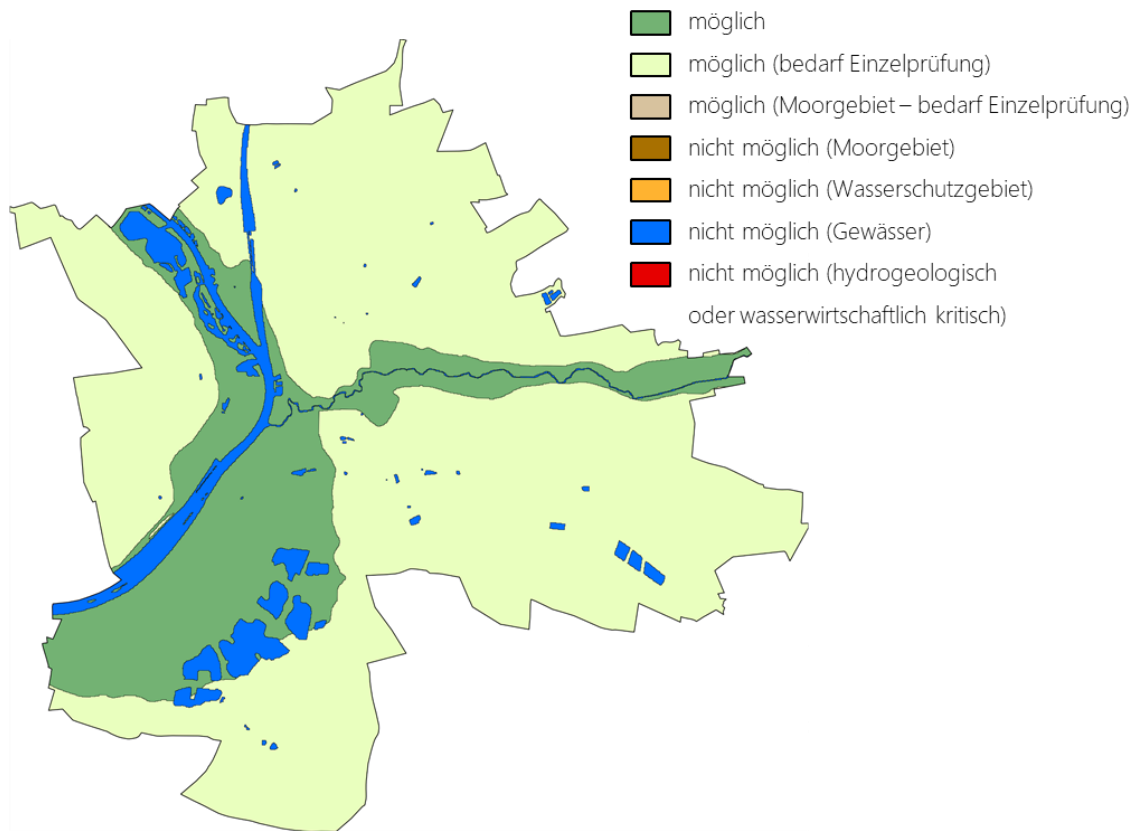 möglich
möglich (bedarf Einzelprüfung)
möglich (Moorgebiet – bedarf Einzelprüfung)
nicht möglich (Moorgebiet)
nicht möglich (Wasserschutzgebiet)
nicht möglich (Gewässer)
nicht möglich (hydrogeologisch
oder wasserwirtschaftlich kritisch)